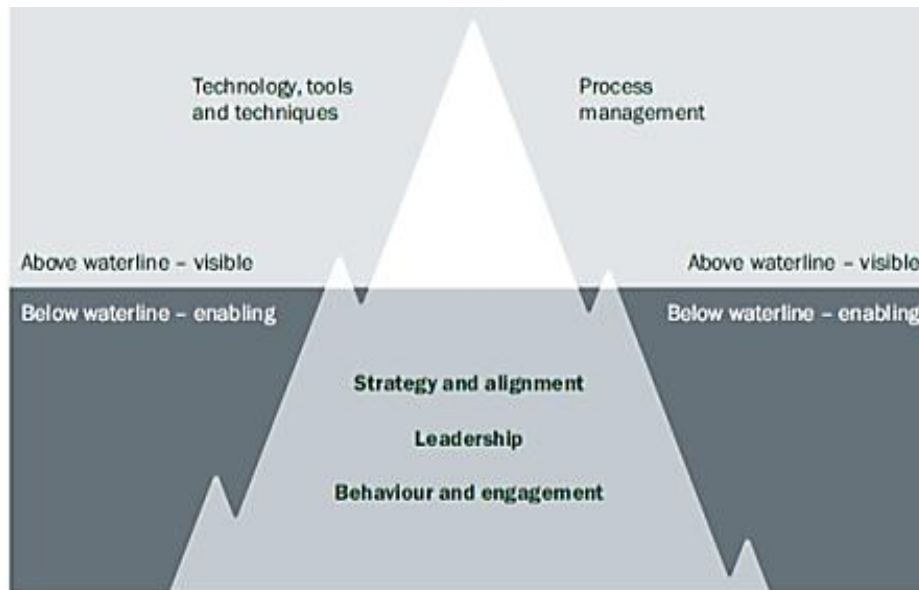 Technology, tools
and techniques
Process
management
Above waterline – visible
Above waterline – visible
Below waterline – enabling
Below waterline – enabling
Strategy and alignment
Leadership
Behaviour and engagement